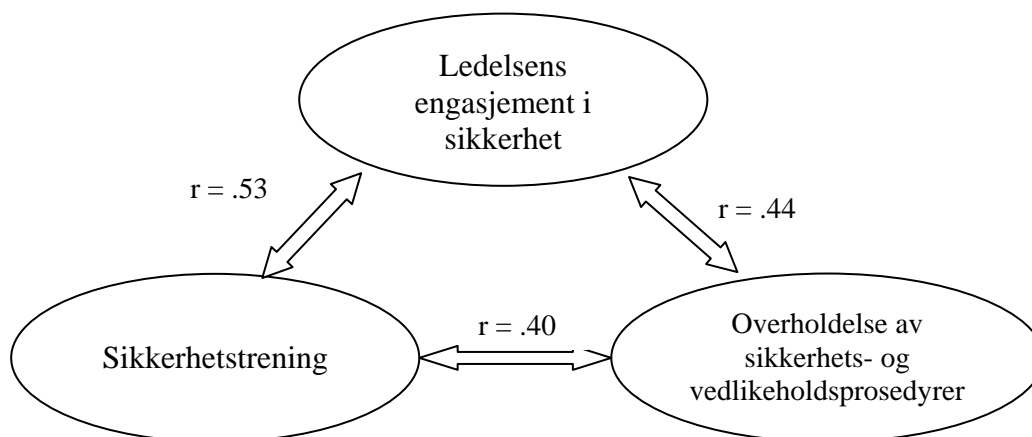 Ledelsens
engasjement i
sikkerhet
r = .53
r = .44
Sikkerhetstrening
r = .40
Overholdelse av
sikkerhets- og
vedlikeholdsprosedyrer